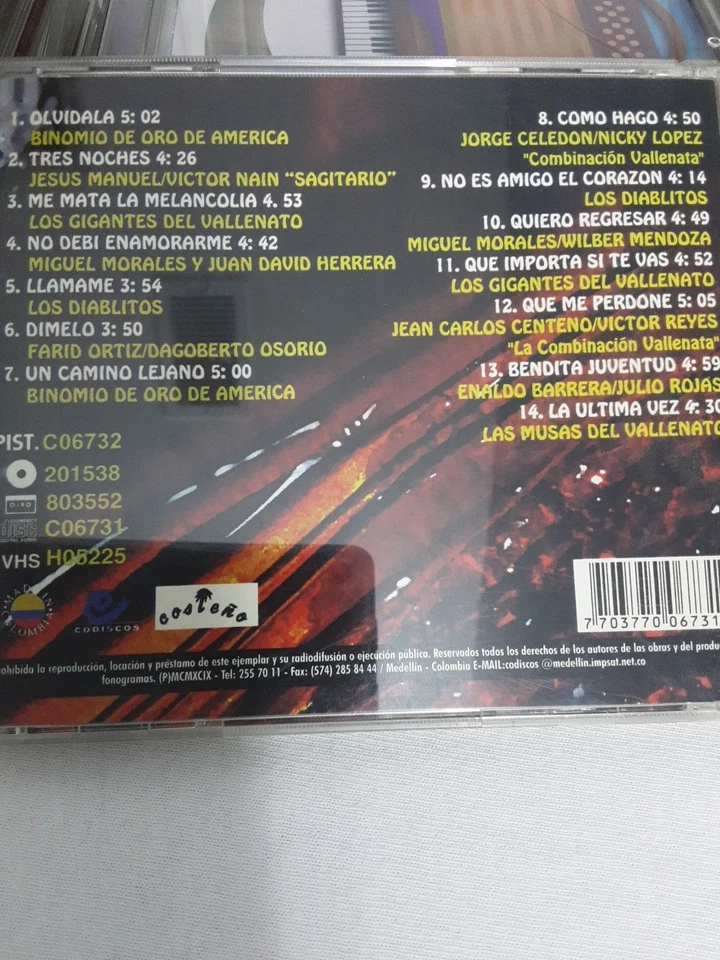 1. OLVIDALA 5: 02
BINOMIO DE ORO DE AMERICA
2. TRES NOCHES 4: 26
JESUS MANUEL/VICTOR NAIN "SAGITARIO"
3. ME MATA LA MELANCOLIA 4. 53
LOS GIGANTES DEL VALLENATO
4. NO DEBI ENAMORARME 4: 42
MIGUEL MORALES Y JUAN DAVID HERRERA
5. LLAMAME 3: 54
LOS DIABLITOS
6. DIMELO 3: 50
FARID ORTIZ/DAGOBERTO OSORIO
7. UN CAMINO LEJANO 5: 00
BINOMIO DE ORO DE AMERICA
8. COMO HAGO 4: 50
JORGE CELEDON/NICKY LOPEZ
"Combinación Vallenata"
9. NO ES AMIGO EL CORAZON 4: 14
LOS DIABLITOS
10. QUIERO REGRESAR 4: 49
MIGUEL MORALES/WILBER MENDOZA
11. QUE IMPORTA SI TE VAS 4: 52
LOS GIGANTES DEL VALLENATO
12. QUE ME PERDONE 5: 05
JEAN CARLOS CENTENO/VICTOR REYES
"La Combinación Vallenata"
13. BENDITA JUVENTUD 4: 59
ENALDO BARRERA/JULIO ROJAS
14. LA ULTIMA VEZ 4: 30
LAS MUSAS DEL VALLENATO
PIST. C06732
201538
803552
COMPACT disc DIGITAL AUDIO C06731
VHS H05225
MADE IN COLOMBIA
CODISCOS
costeño
7 703770 06731
rohibida la reproducción, locación y préstamo de este ejemplar y su radiodifusión o ejecución pública. Reservados todos los derechos de los autores de las obras y del produ
fonogramas. (P)MCMXCIX - Tel: 255 70 11 - Fax: (574) 285 84 44 / Medellín - Colombia E-MAIL:codiscos @medellin.impsat.net.co